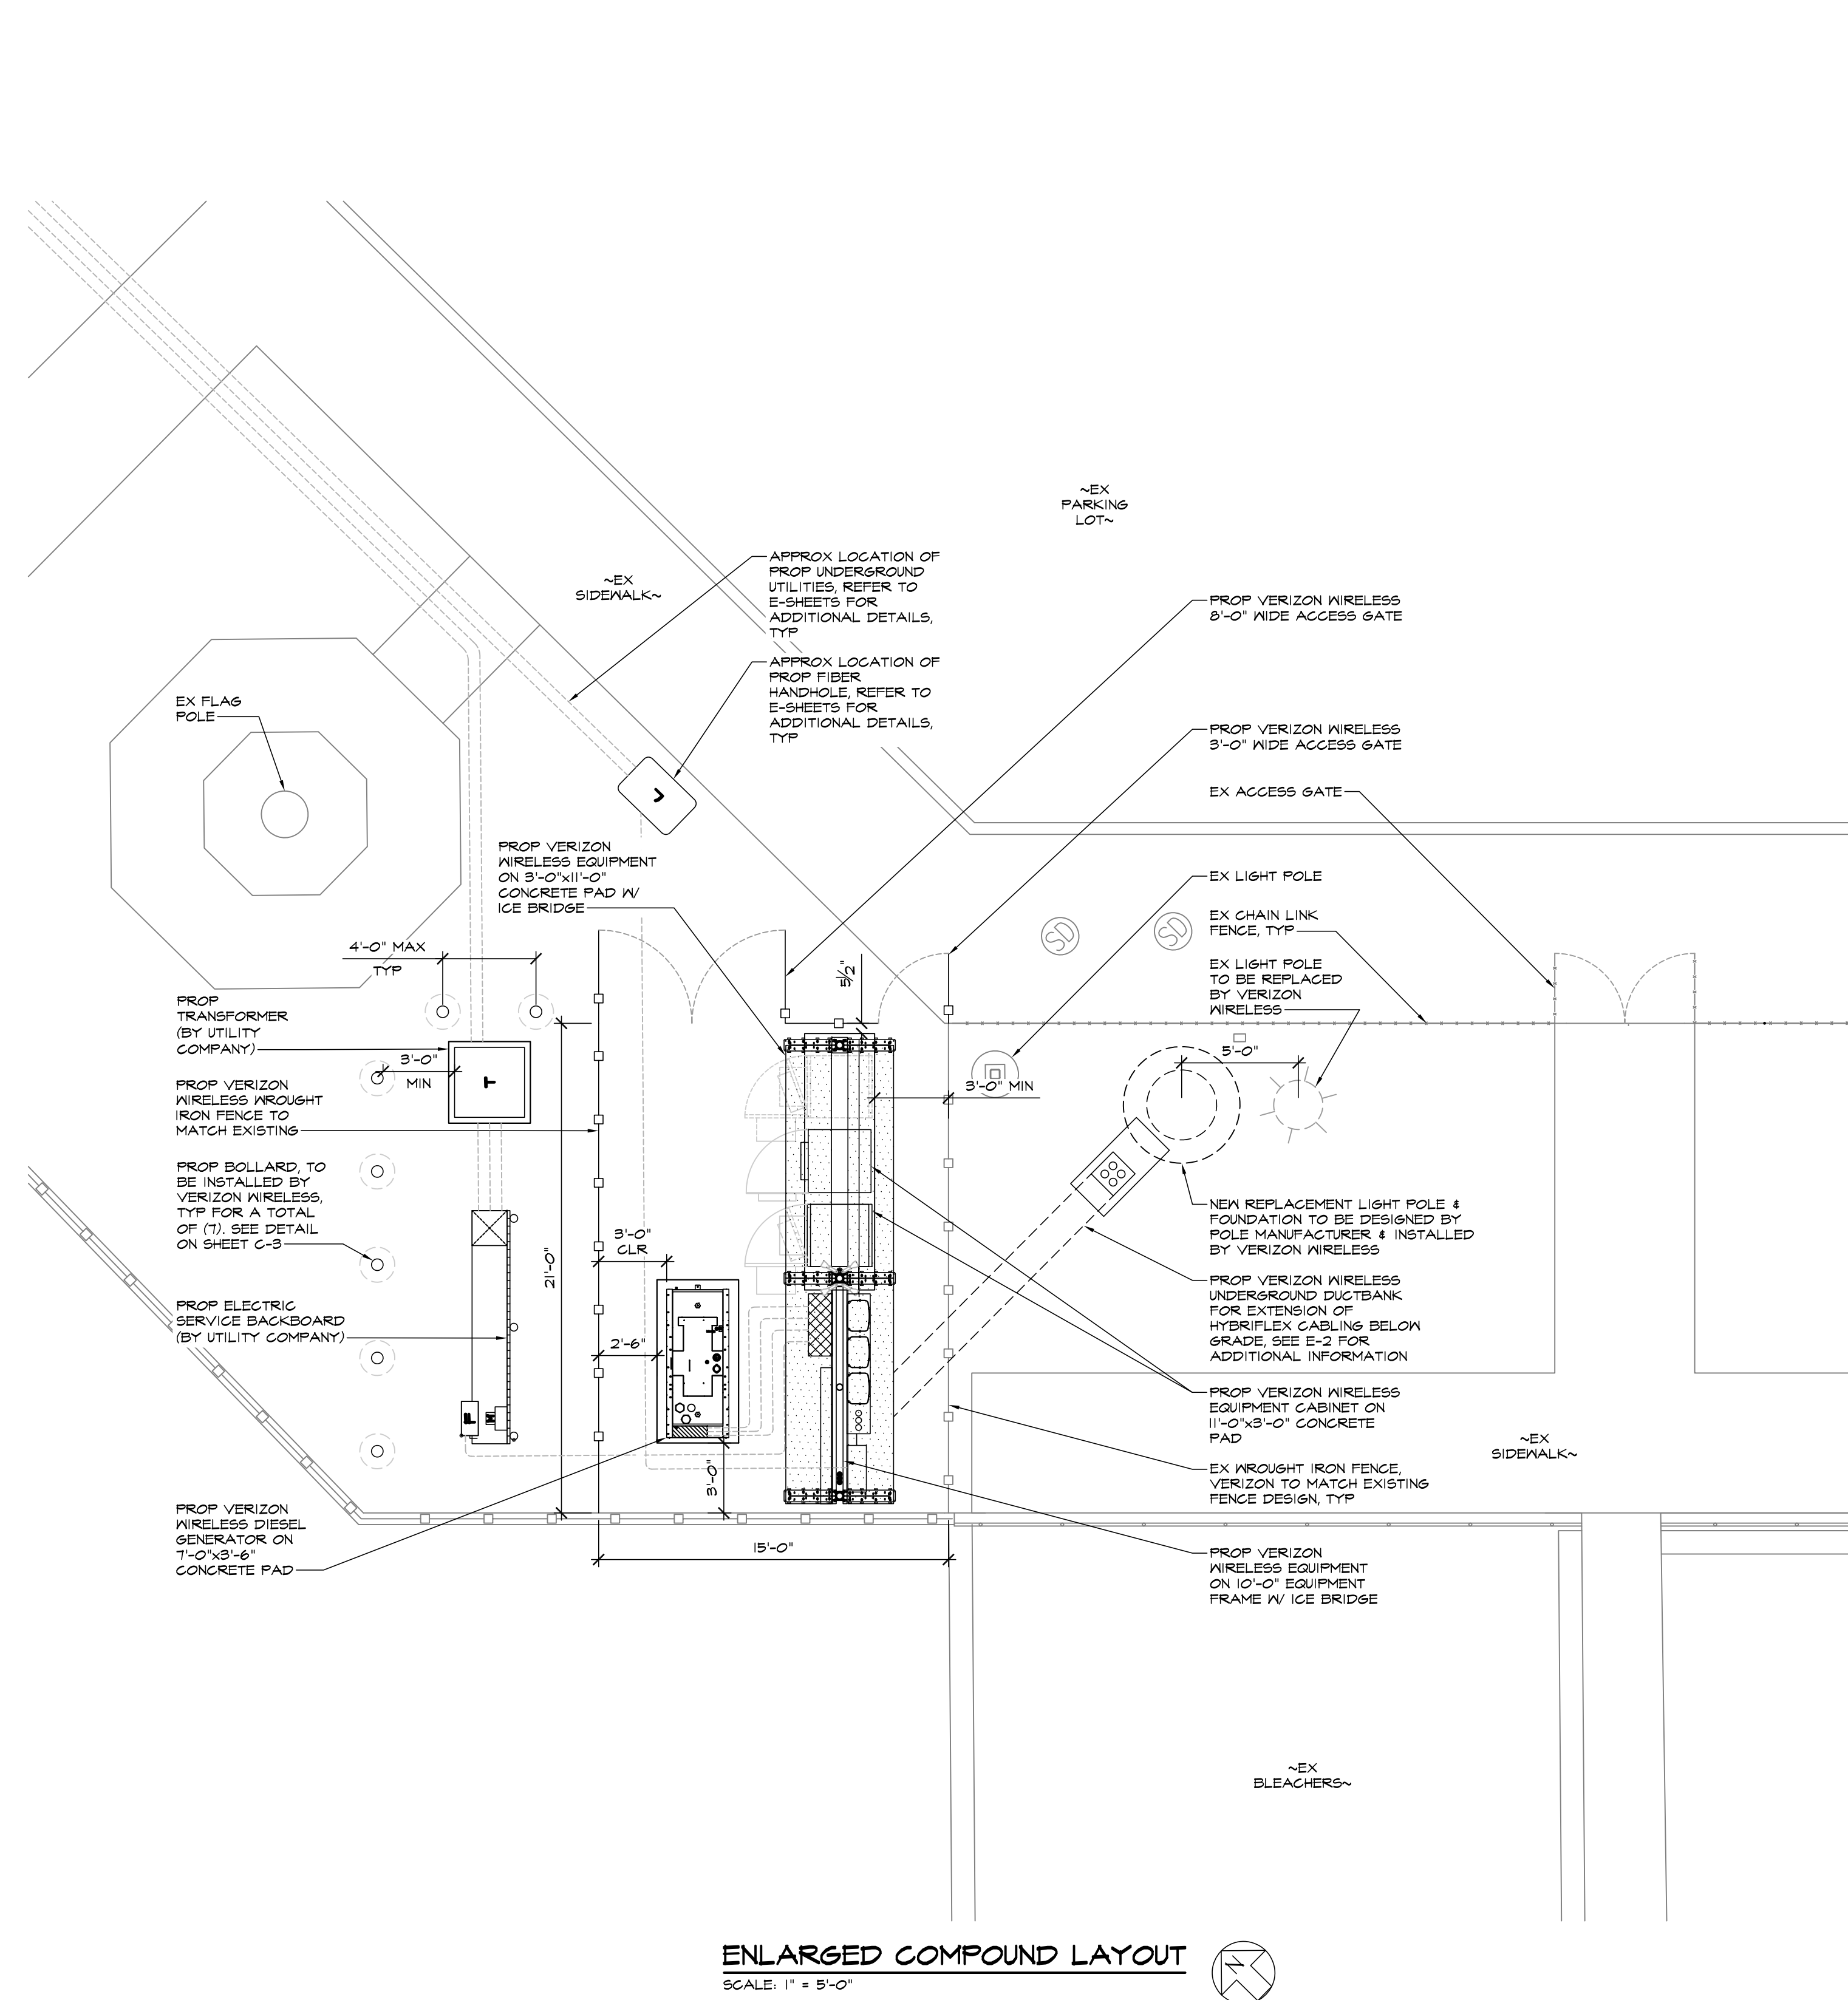 ~EX
PARKING
LOT~
~EX
SIDEWALK~
APPROX LOCATION OF
PROP UNDERGROUND
UTILITIES, REFER TO
E-SHEETS FOR
ADDITIONAL DETAILS,
TYP
APPROX LOCATION OF
PROP FIBER
HANDHOLE, REFER TO
E-SHEETS FOR
ADDITIONAL DETAILS,
TYP
PROP VERIZON WIRELESS
8'-0" WIDE ACCESS GATE
PROP VERIZON WIRELESS
3'-0" WIDE ACCESS GATE
EX ACCESS GATE
EX FLAG
POLE
V
PROP VERIZON
WIRELESS EQUIPMENT
ON 3'-0"x11'-0"
CONCRETE PAD W/
ICE BRIDGE
EX LIGHT POLE
EX CHAIN LINK
FENCE, TYP
EX LIGHT POLE
TO BE REPLACED
BY VERIZON
WIRELESS
SD
SD
4'-0" MAX
TYP
5 1/2"
PROP
TRANSFORMER
(BY UTILITY
COMPANY)
3'-0"
MIN
T
5'-0"
3'-0" MIN
PROP VERIZON
WIRELESS WROUGHT
IRON FENCE TO
MATCH EXISTING
PROP BOLLARD, TO
BE INSTALLED BY
VERIZON WIRELESS,
TYP FOR A TOTAL
OF (7). SEE DETAIL
ON SHEET C-3
PROP ELECTRIC
SERVICE BACKBOARD
(BY UTILITY COMPANY)
21'-0"
3'-0"
CLR
2'-6"
F
M
3'-0"
15'-0"
PROP VERIZON
WIRELESS DIESEL
GENERATOR ON
7'-0"x3'-6"
CONCRETE PAD
NEW REPLACEMENT LIGHT POLE &
FOUNDATION TO BE DESIGNED BY
POLE MANUFACTURER & INSTALLED
BY VERIZON WIRELESS
PROP VERIZON WIRELESS
UNDERGROUND DUCTBANK
FOR EXTENSION OF
HYBRIFLEX CABLING BELOW
GRADE, SEE E-2 FOR
ADDITIONAL INFORMATION
PROP VERIZON WIRELESS
EQUIPMENT CABINET ON
11'-0"x3'-0" CONCRETE
PAD
~EX
SIDEWALK~
EX WROUGHT IRON FENCE,
VERIZON TO MATCH EXISTING
FENCE DESIGN, TYP
PROP VERIZON
WIRELESS EQUIPMENT
ON 10'-0" EQUIPMENT
FRAME W/ ICE BRIDGE
~EX
BLEACHERS~
ENLARGED COMPOUND LAYOUT
SCALE: 1" = 5'-0"
N